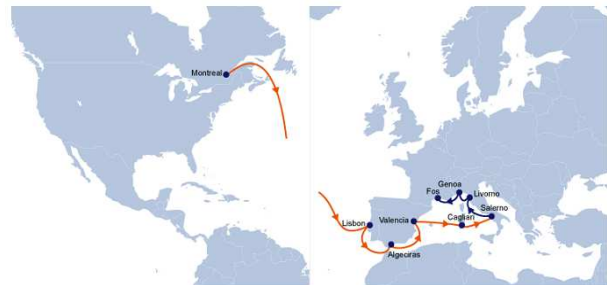 Montreal
Genoa
Fos
Livorno
Salerno
Lisbon
Valencia
Cagliari
Algeciras